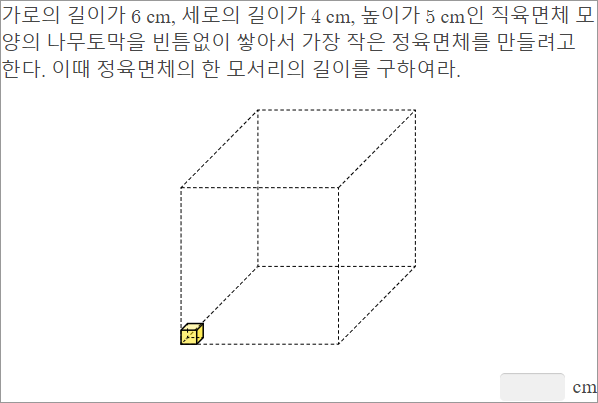 가로의 길이가 6 cm, 세로의 길이가 4 cm, 높이가 5 cm인 직육면체 모
양의 나무토막을 빈틈없이 쌓아서 가장 작은 정육면체를 만들려고
한다. 이때 정육면체의 한 모서리의 길이를 구하여라.
cm